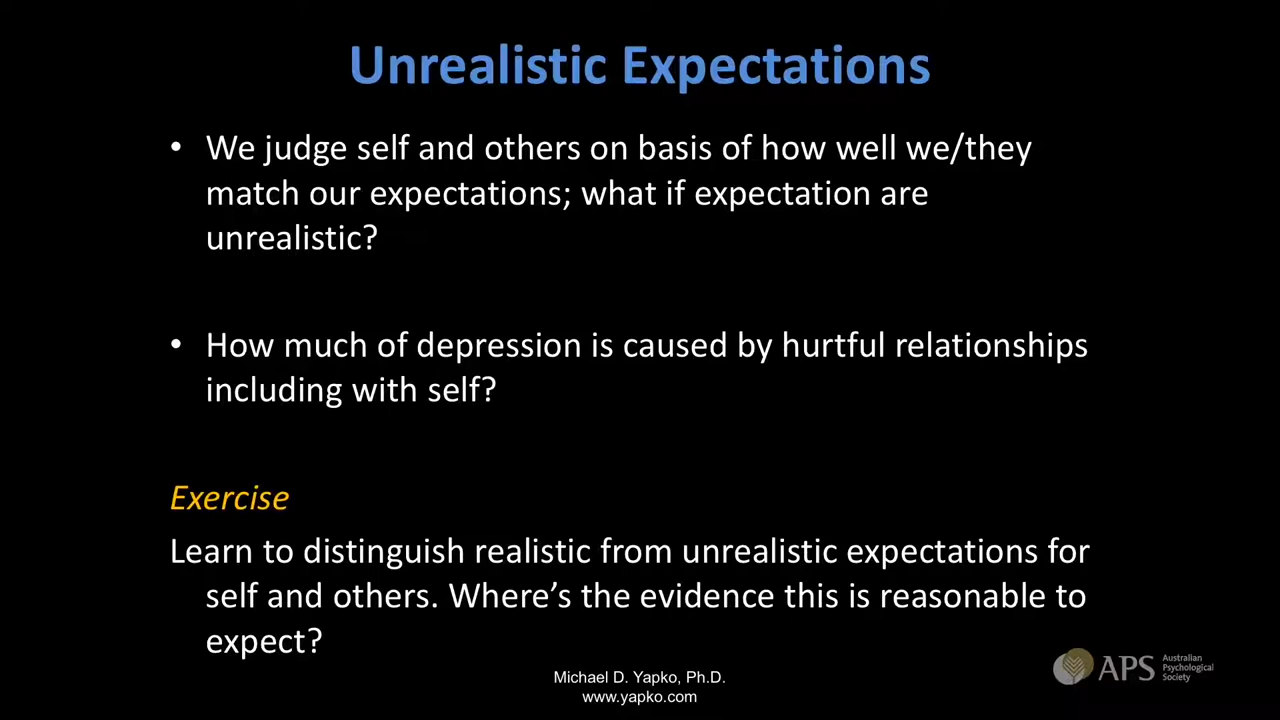 Unrealistic Expectations
• We judge self and others on basis of how well we/they
match our expectations; what if expectation are
unrealistic?
• How much of depression is caused by hurtful relationships
including with self?
Exercise
Learn to distinguish realistic from unrealistic expectations for
self and others. Where’s the evidence this is reasonable to
expect?
Michael D. Yapko, Ph.D.
www.yapko.com
APS
Australian
Psychological
Society